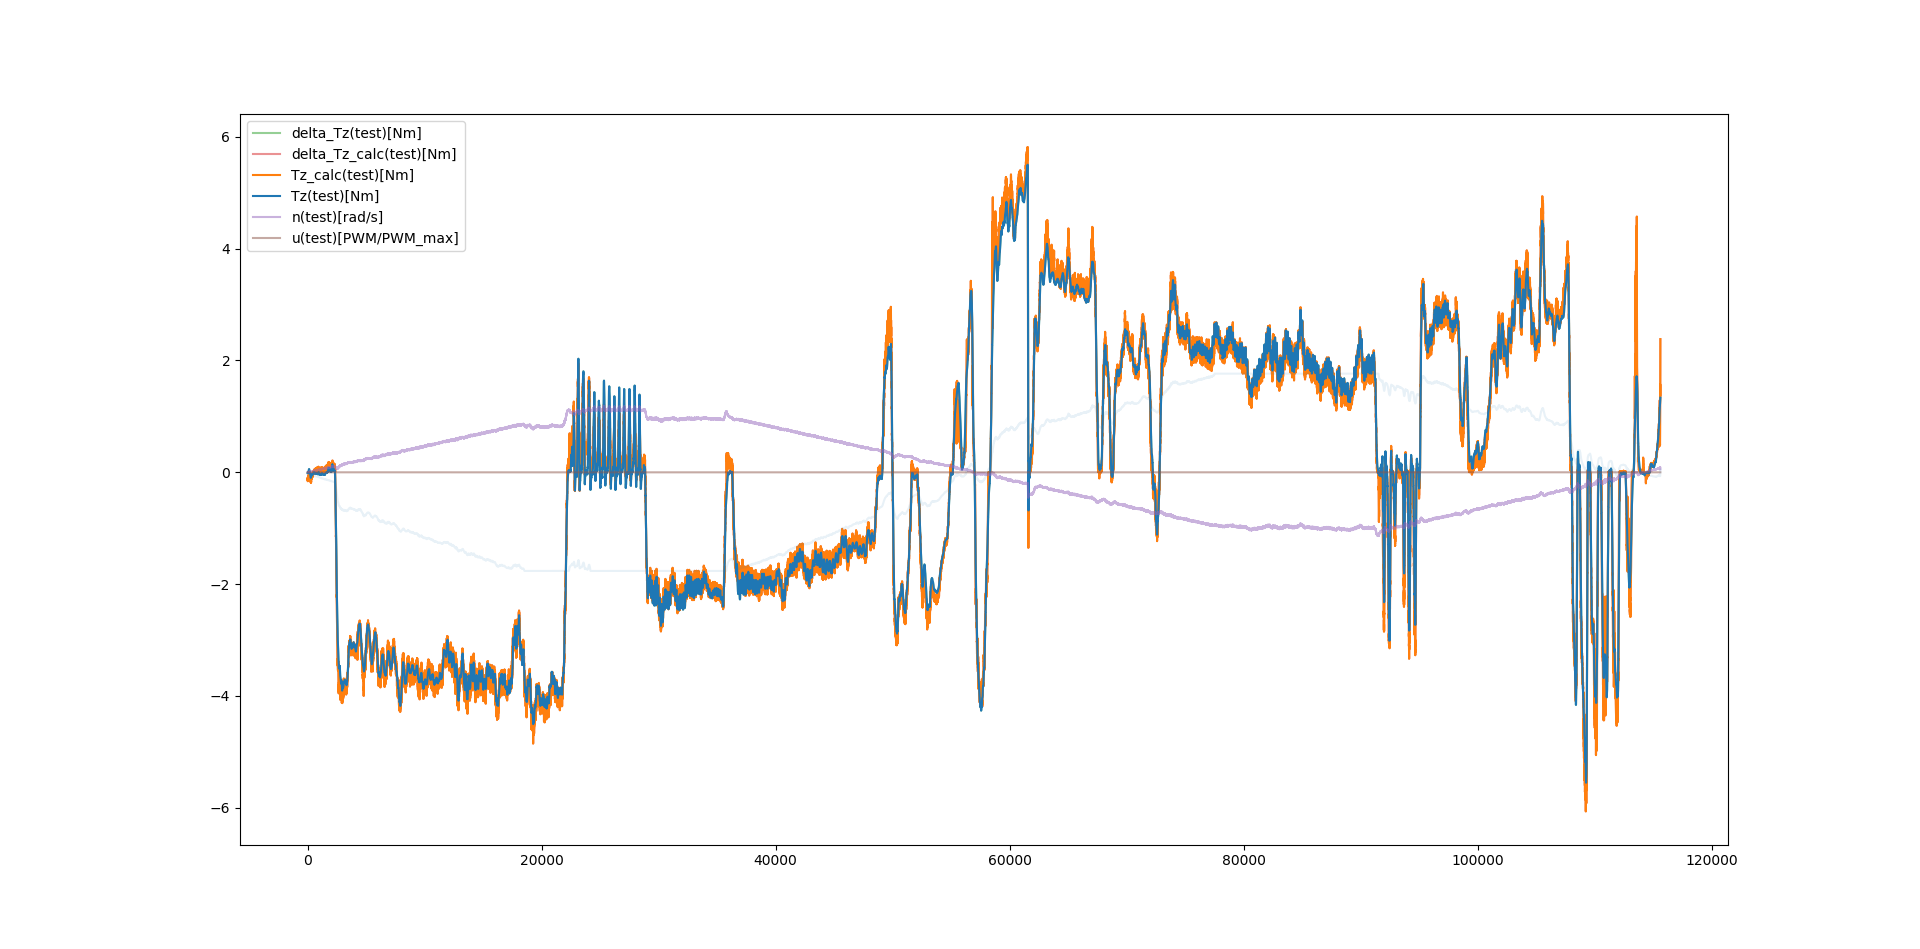 delta_Tz(test)[Nm]
delta_Tz_calc(test)[Nm]
Tz_calc(test)[Nm]
Tz(test)[Nm]
n(test)[rad/s]
u(test)[PWM/PWM_max]
6
4
2
0
−2
−4
−6
0 20000 40000 60000 80000 100000 120000